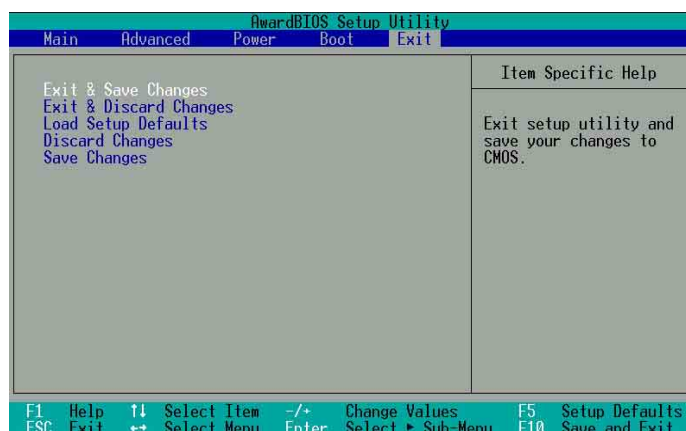 AwardBIOS Setup Utility
Main Advanced Power Boot Exit
Exit & Save Changes
Exit & Discard Changes
Load Setup Defaults
Discard Changes
Save Changes
Item Specific Help
Exit setup utility and
save your changes to
CMOS.
F1 Help ↑↓ Select Item -/+ Change Values F5 Setup Defaults
ESC Exit ←→ Select Menu Enter Select ► Sub-Menu F10 Save and Exit